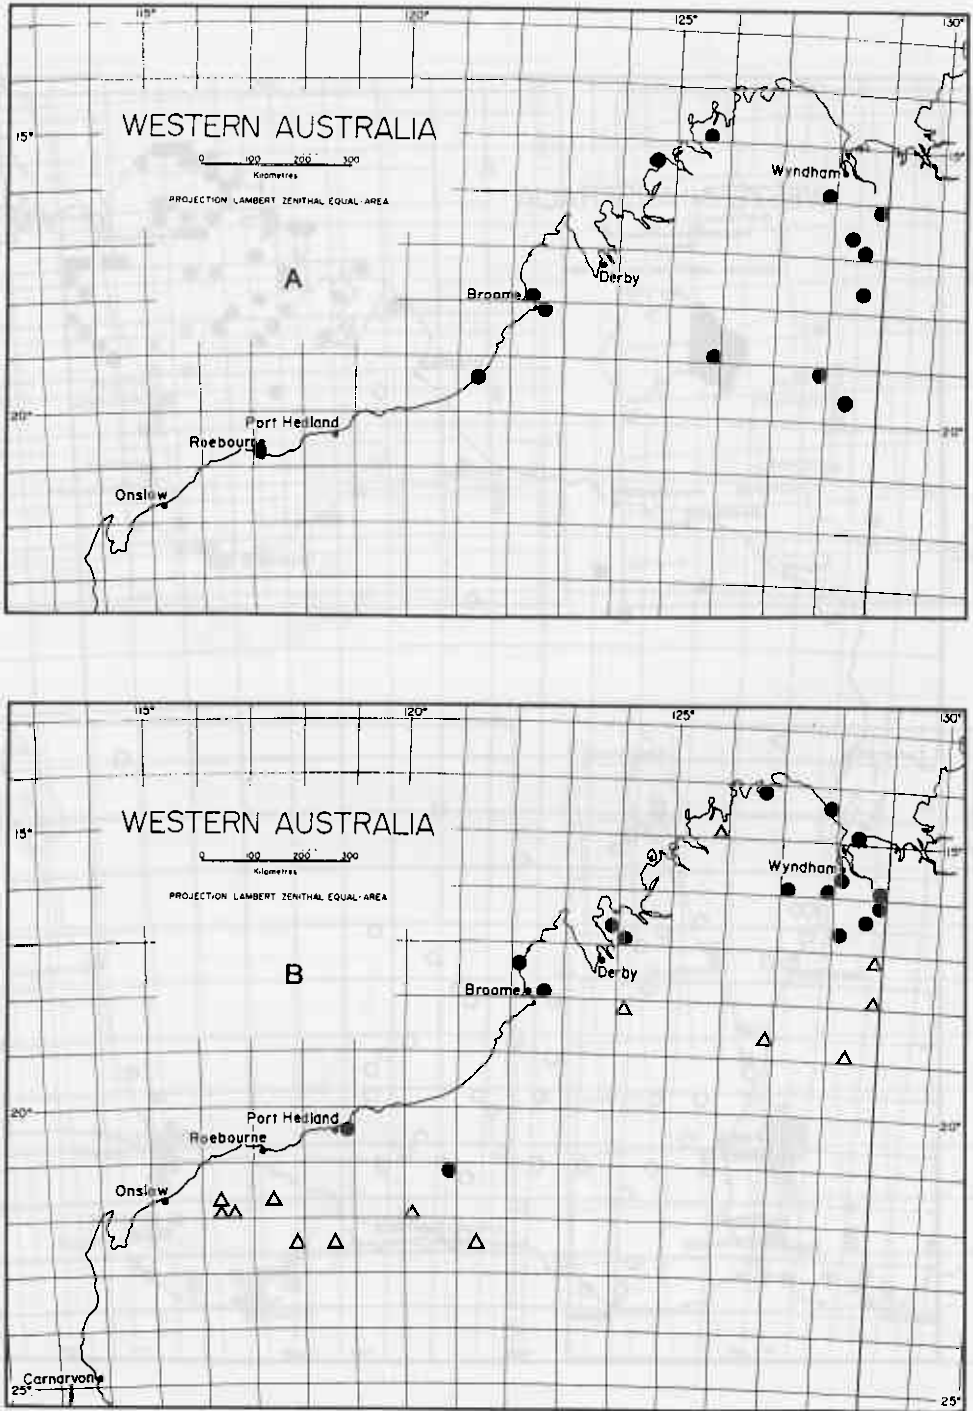 115° 120° 125° 130°
WESTERN AUSTRALIA
15°
0 100 200 300
Kilometres
PROJECTION LAMBERT ZENITHAL EQUAL-AREA
Wyndham
15°
A
Derby
Broome
Port Hedland
20°
Roebourne
20°
Onslow
115° 120° 125° 130°
WESTERN AUSTRALIA
15°
0 100 200 300
Kilometres
PROJECTION LAMBERT ZENITHAL EQUAL-AREA
Wyndham
15°
B
Derby
Broome
20°
Port Hedland
20°
Roebourne
Onslow
Carnarvon
25°
25°